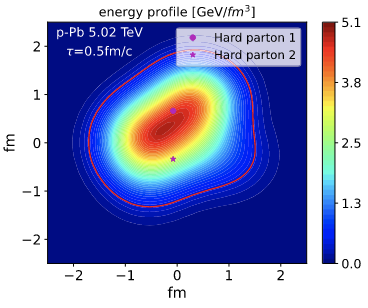 energy profile [GeV/fm³]
p-Pb 5.02 TeV
τ=0.5fm/c
Hard parton 1
Hard parton 2
5.1
3.8
2.5
1.3
0.0
fm
2
1
0
−1
−2
−2 −1 0 1 2
fm